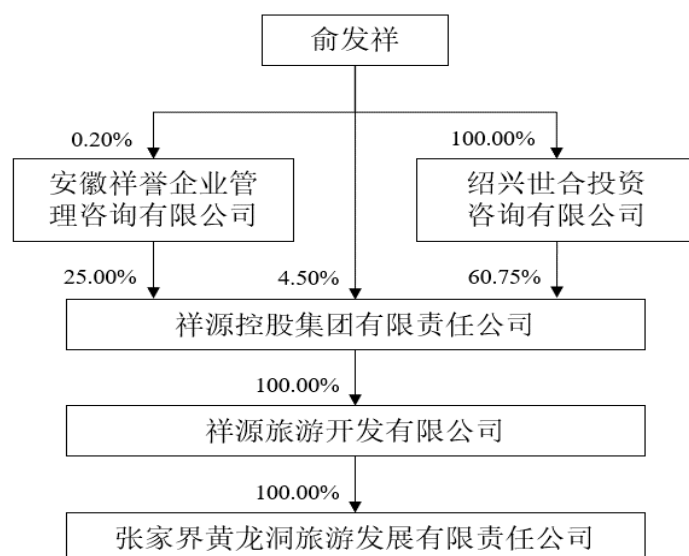 俞发祥
0.20%
100.00%
安徽祥誉企业管
理咨询有限公司
绍兴世合投资
咨询有限公司
25.00%
4.50%
60.75%
祥源控股集团有限责任公司
100.00%
祥源旅游开发有限公司
100.00%
张家界黄龙洞旅游发展有限责任公司